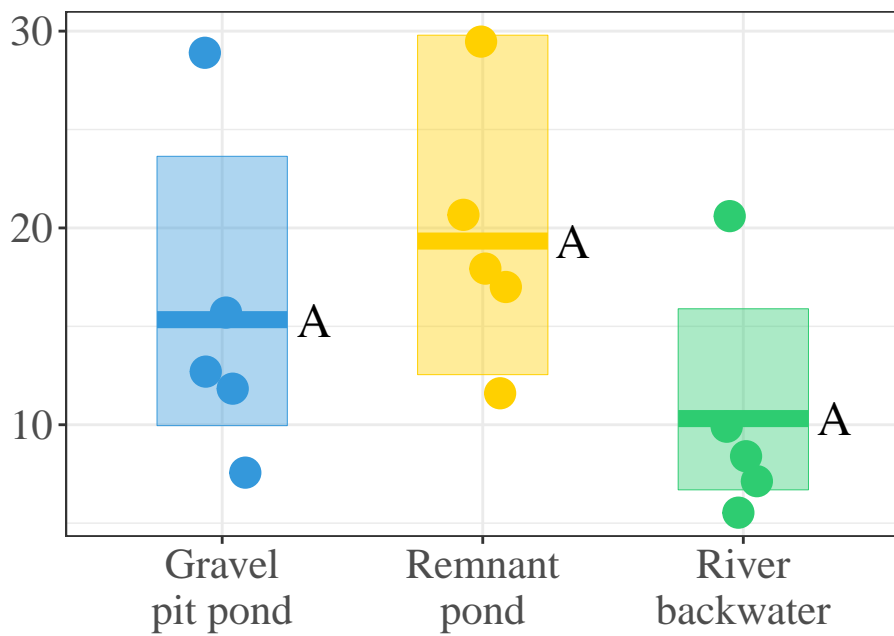 30
20
10
A
A
A
Gravel
pit pond
Remnant
pond
River
backwater